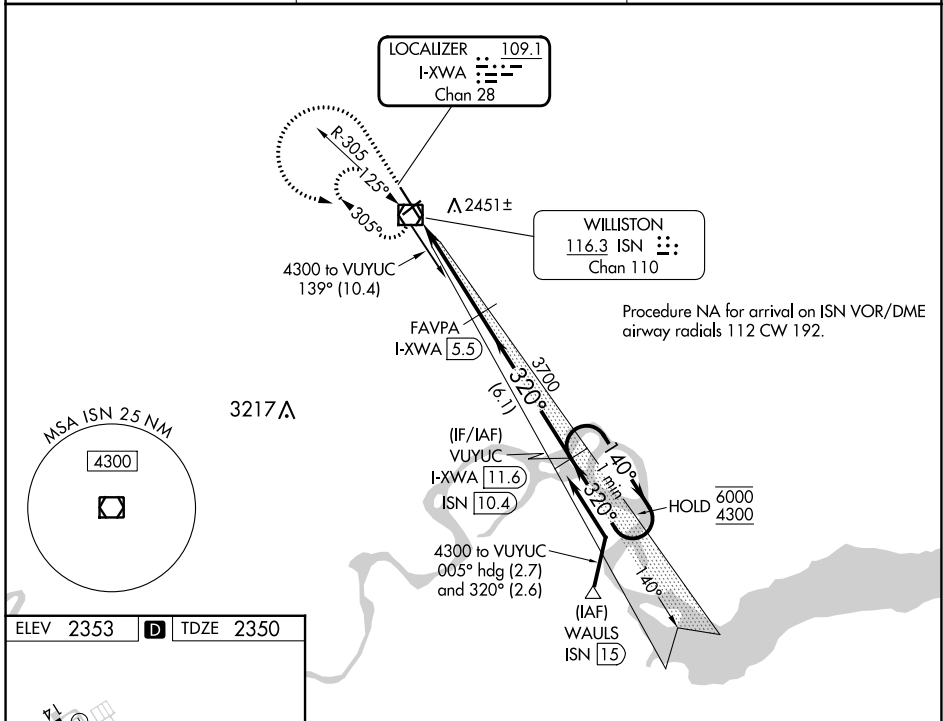 LOCALIZER 109.1
I-XWA
Chan 28
R-305
125°
305°
2451±
WILLISTON
116.3 ISN
Chan 110
4300 to VUYUC
139° (10.4)
Procedure NA for arrival on ISN VOR/DME
airway radials 112 CW 192.
FAVPA
I-XWA 5.5
3700
320°
(6.1)
3217
MSA ISN 25 NM
4300
(IF/IAF)
VUYUC
I-XWA 11.6
ISN 10.4
140°
1 min
320°
HOLD 6000
4300
4300 to VUYUC
005° hdg (2.7)
and 320° (2.6)
140°
(IAF)
WAULS
ISN 15
ELEV 2353 D TDZE 2350
14